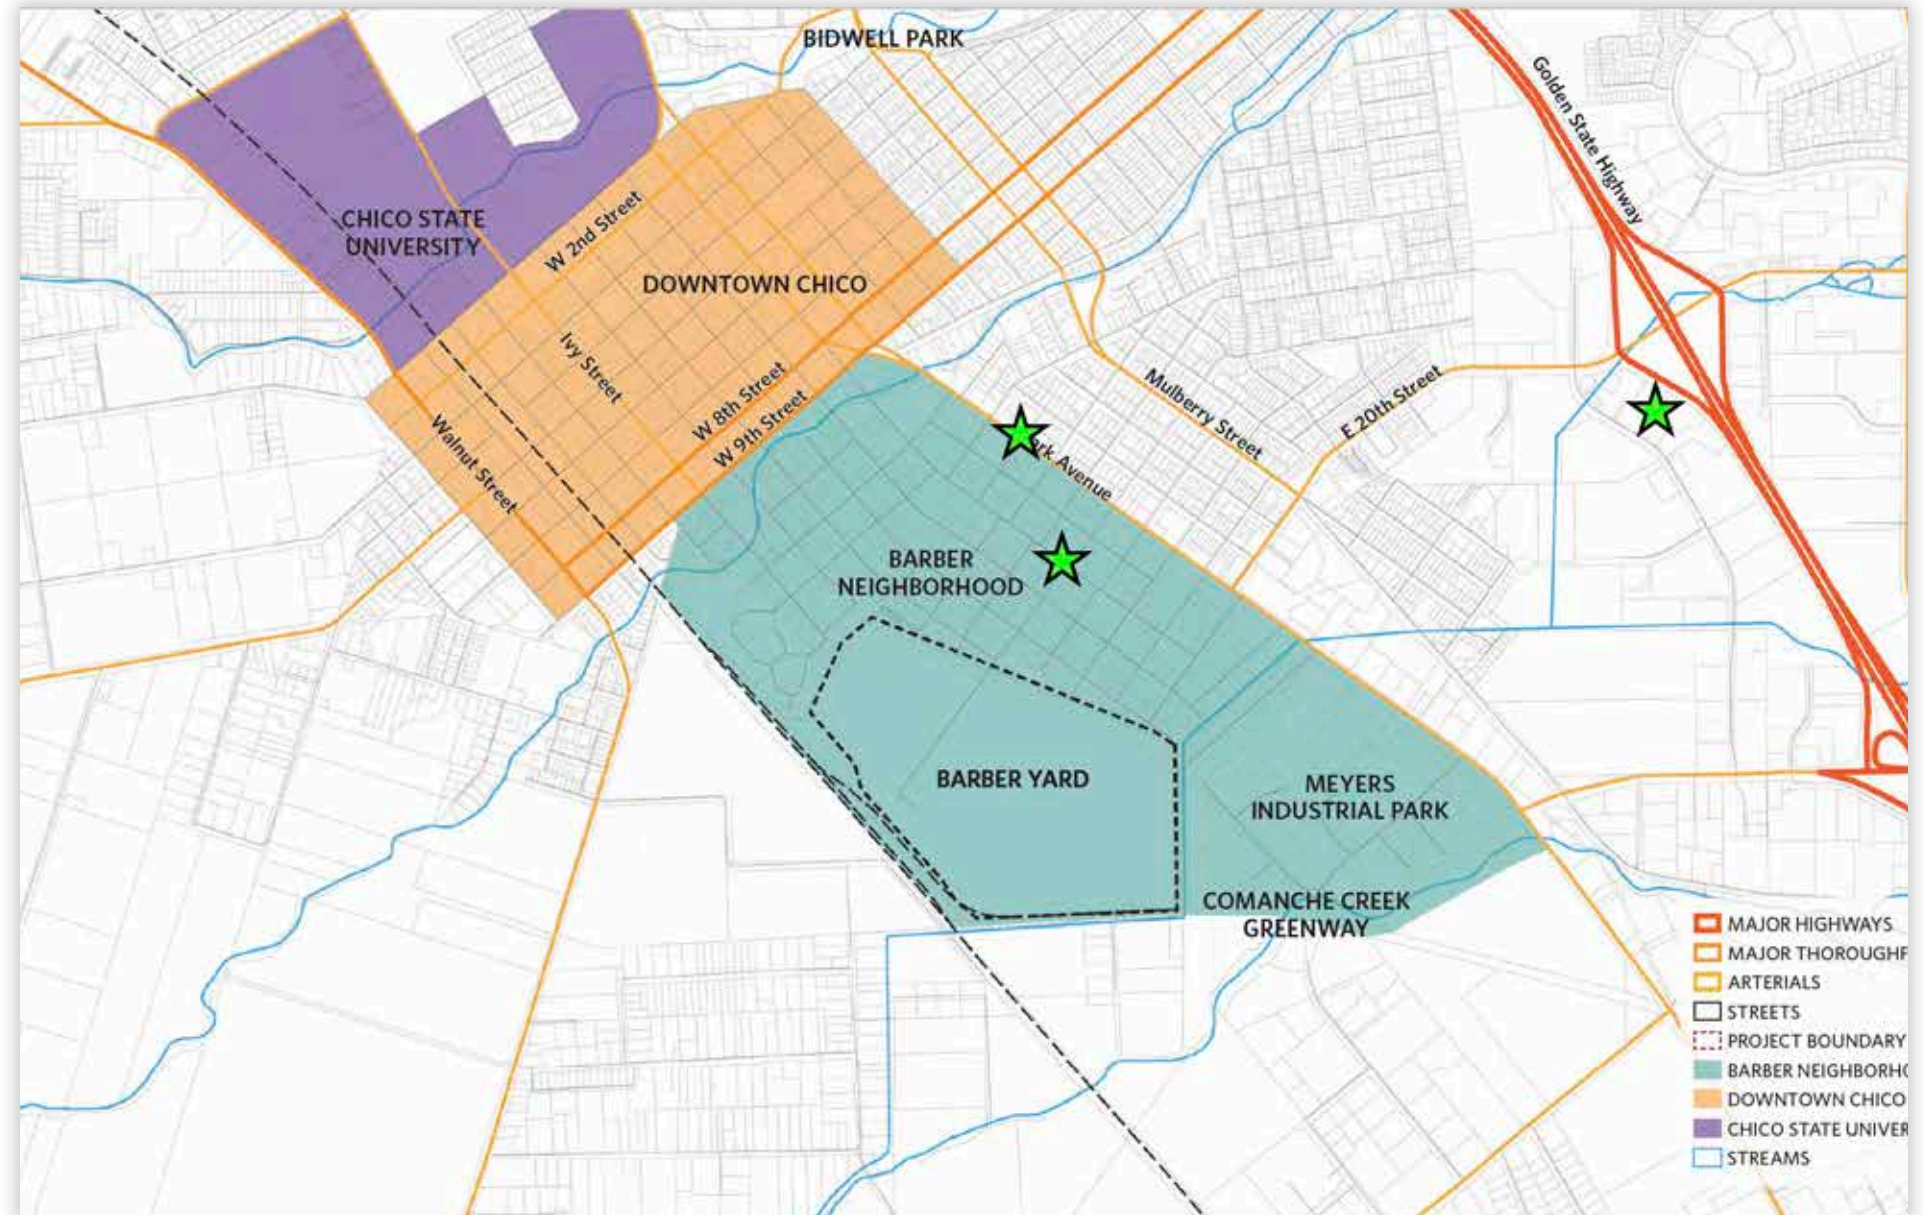 BIDWELL PARK
Golden State Highway
CHICO STATE
UNIVERSITY
W 2nd Street
DOWNTOWN CHICO
Ivy Street
W 8th Street
W 9th Street
Walnut Street
Mulberry Street
E 20th Street
ark Avenue
BARBER
NEIGHBORHOOD
BARBER YARD
MEYERS
INDUSTRIAL PARK
COMANCHE CREEK
GREENWAY
MAJOR HIGHWAYS
MAJOR THOROUGHF
ARTERIALS
STREETS
PROJECT BOUNDARY
BARBER NEIGHBORHO
DOWNTOWN CHICO
CHICO STATE UNIVER
STREAMS